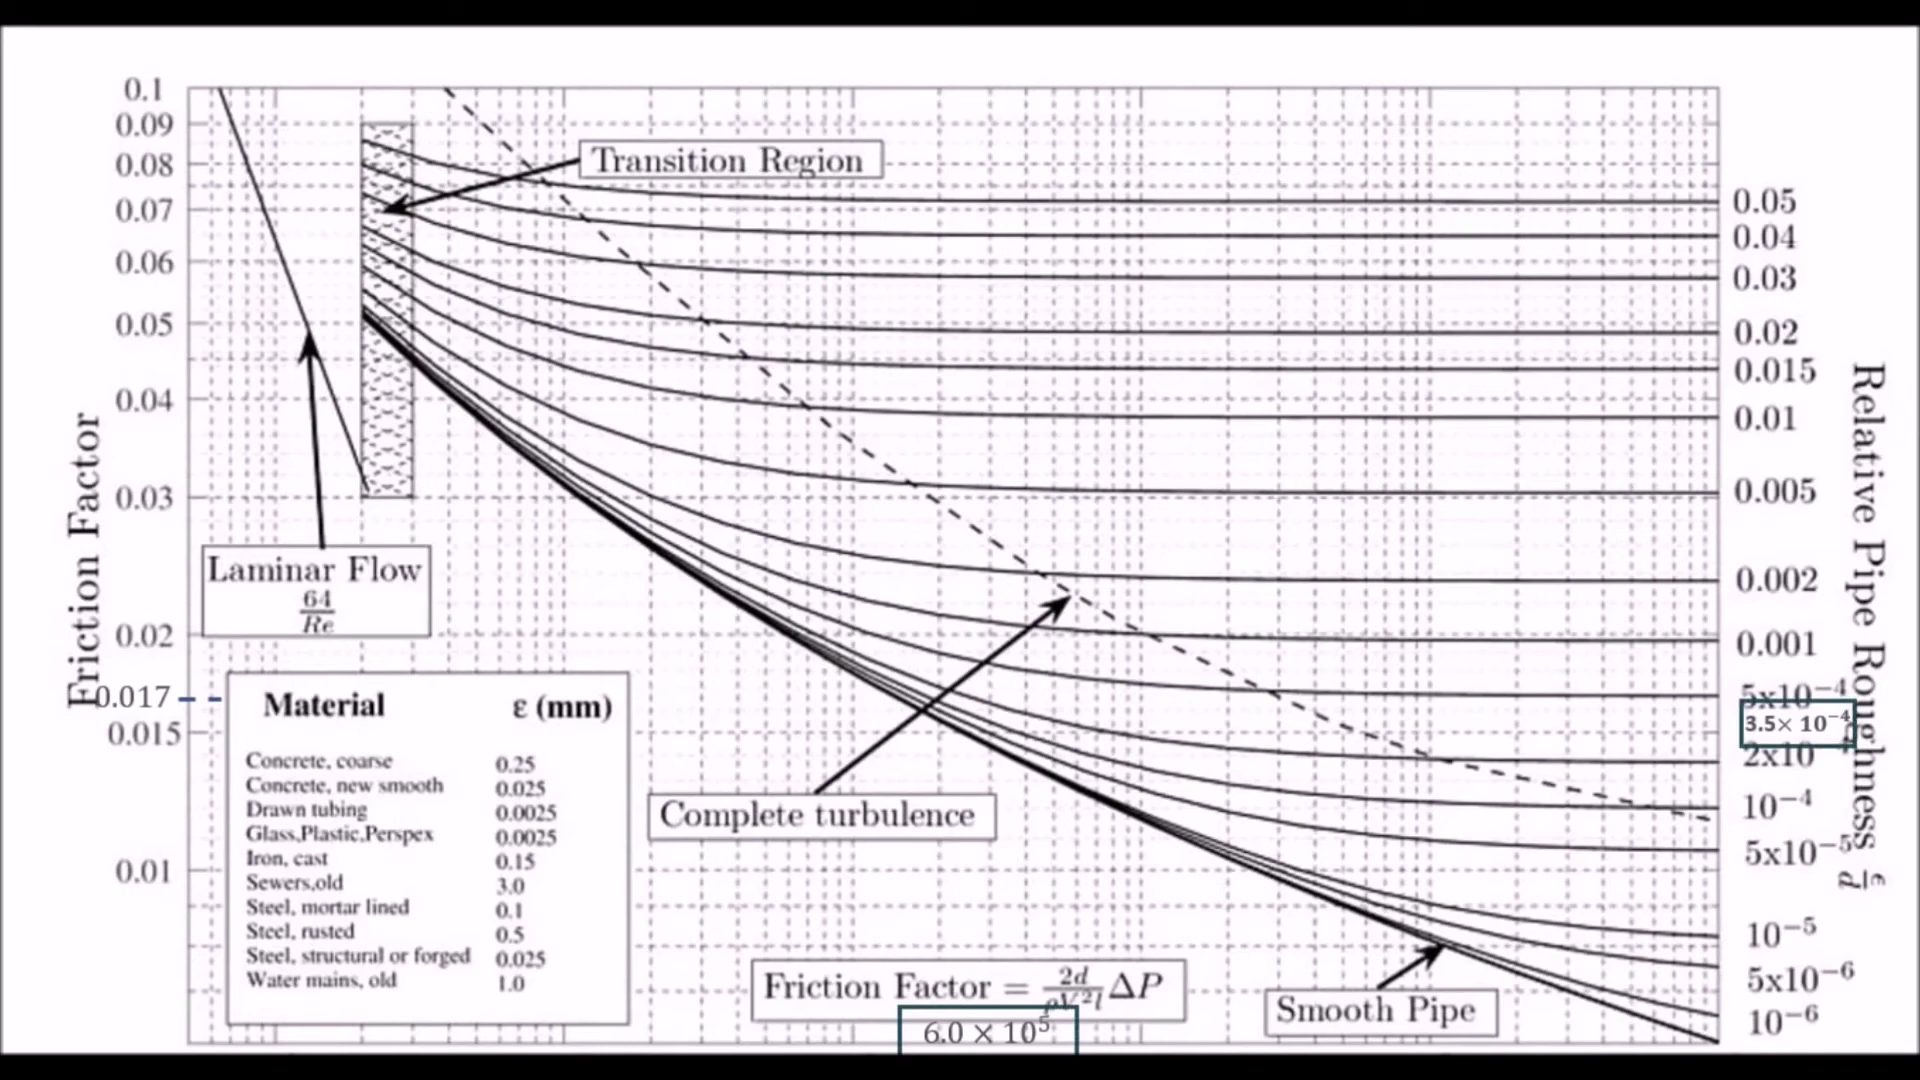 0.1
0.09
0.08
0.07
0.06
0.05
0.04
0.03
0.02
0.017
0.015
0.01
Friction Factor
Transition Region
Laminar Flow
64
Re
Complete turbulence
Smooth Pipe
Friction Factor = 2d/ρV²l ΔP
6.0 × 10⁵
Material ε (mm)
Concrete, coarse 0.25
Concrete, new smooth 0.025
Drawn tubing 0.0025
Glass,Plastic,Perspex 0.0025
Iron, cast 0.15
Sewers,old 3.0
Steel, mortar lined 0.1
Steel, rusted 0.5
Steel, structural or forged 0.025
Water mains, old 1.0
0.05
0.04
0.03
0.02
0.015
0.01
0.005
0.002
0.001
5x10⁻⁴
3.5× 10⁻⁴
2x10⁻⁴
10⁻⁴
5x10⁻⁵
10⁻⁵
5x10⁻⁶
10⁻⁶
Relative Pipe Roughness ϵ/d